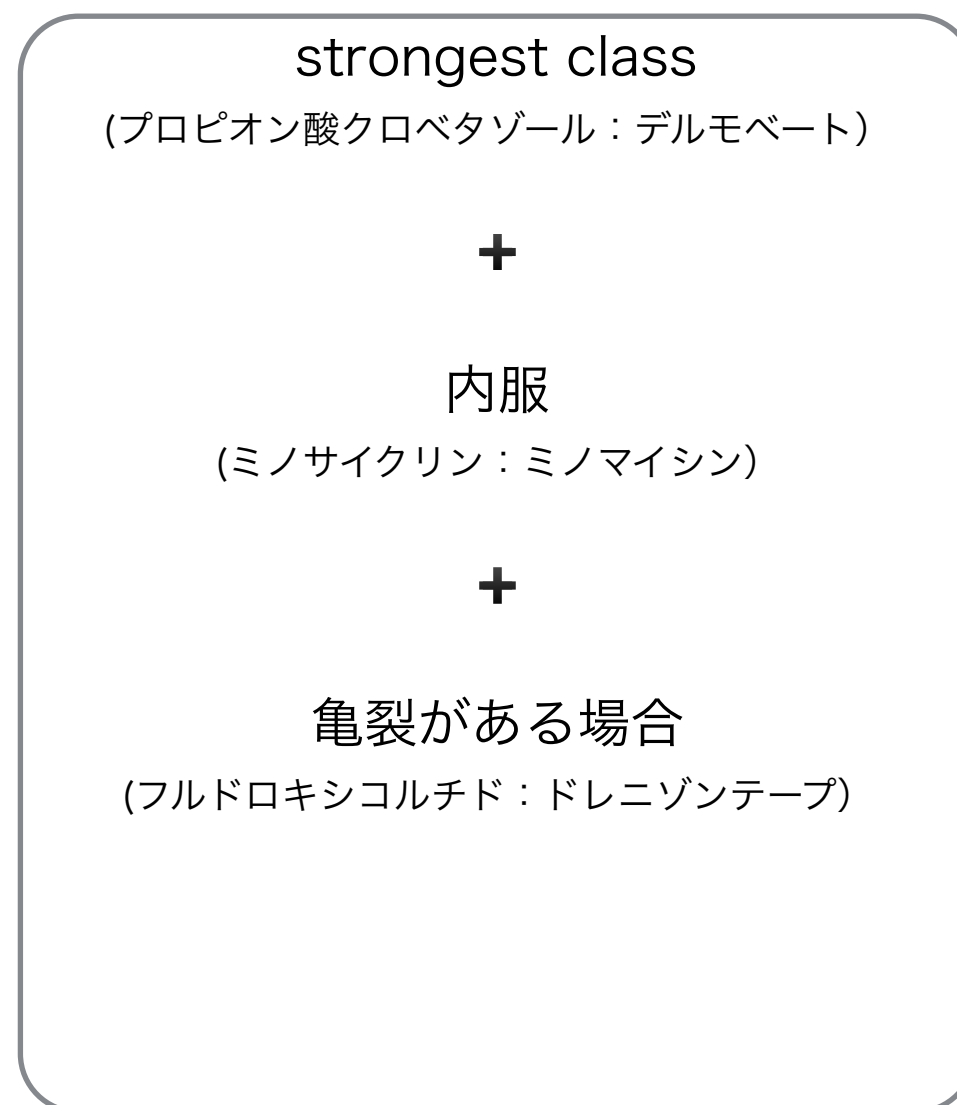 strongest class
(プロピオン酸クロベタゾール：デルモベート）
+
内服
(ミノサイクリン：ミノマイシン）
+
亀裂がある場合
(フルドロキシコルチド：ドレニゾンテープ）